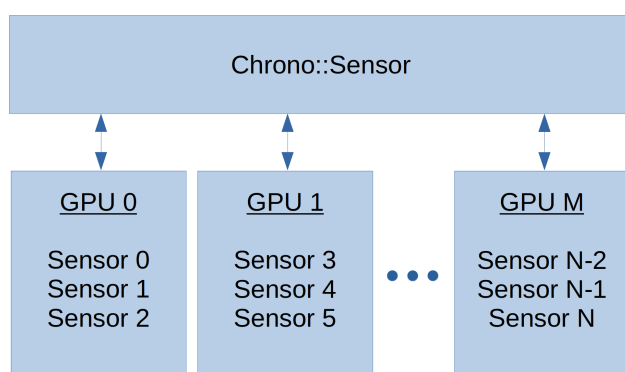 Chrono::Sensor
GPU 0
Sensor 0
Sensor 1
Sensor 2
GPU 1
Sensor 3
Sensor 4
Sensor 5
GPU M
Sensor N-2
Sensor N-1
Sensor N